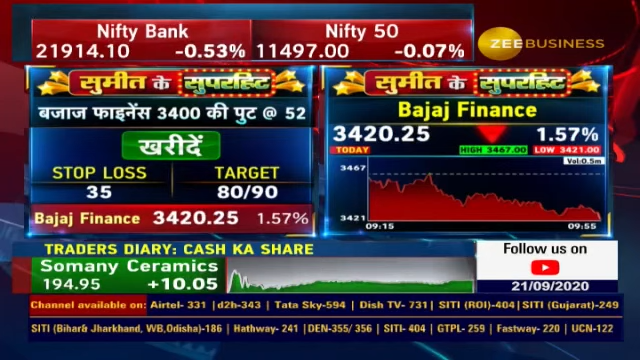 Nifty Bank
21914.10 -0.53%
Nifty 50
11497.00 -0.07%
ZEE BUSINESS
सुमीत के सुपरहिट
बजाज फाइनेंस 3400 की पुट @ 52
खरीदें
STOP LOSS TARGET
35 80/90
Bajaj Finance 3420.25 1.57%
सुमीत के सुपरहिट
Bajaj Finance
3420.25 1.57%
TODAY HIGH 3467.00 LOW 3421.00
Vol:0.5m
3467
3421
09:15 09:55
TRADERS DIARY: CASH KA SHARE
Somany Ceramics
194.95 +10.05
Follow us on
21/09/2020
Channel available on: Airtel- 331 | d2h-343 | Tata Sky-594 | Dish TV- 731 | SITI (ROI)-404 | SITI (Gujarat)-249
SITI (Bihar& Jharkhand, WB,Odisha)-186 | Hathway- 241 |DEN-355/ 356 | SITI- 404 | GTPL- 259 | Fastway- 220 | UCN-122